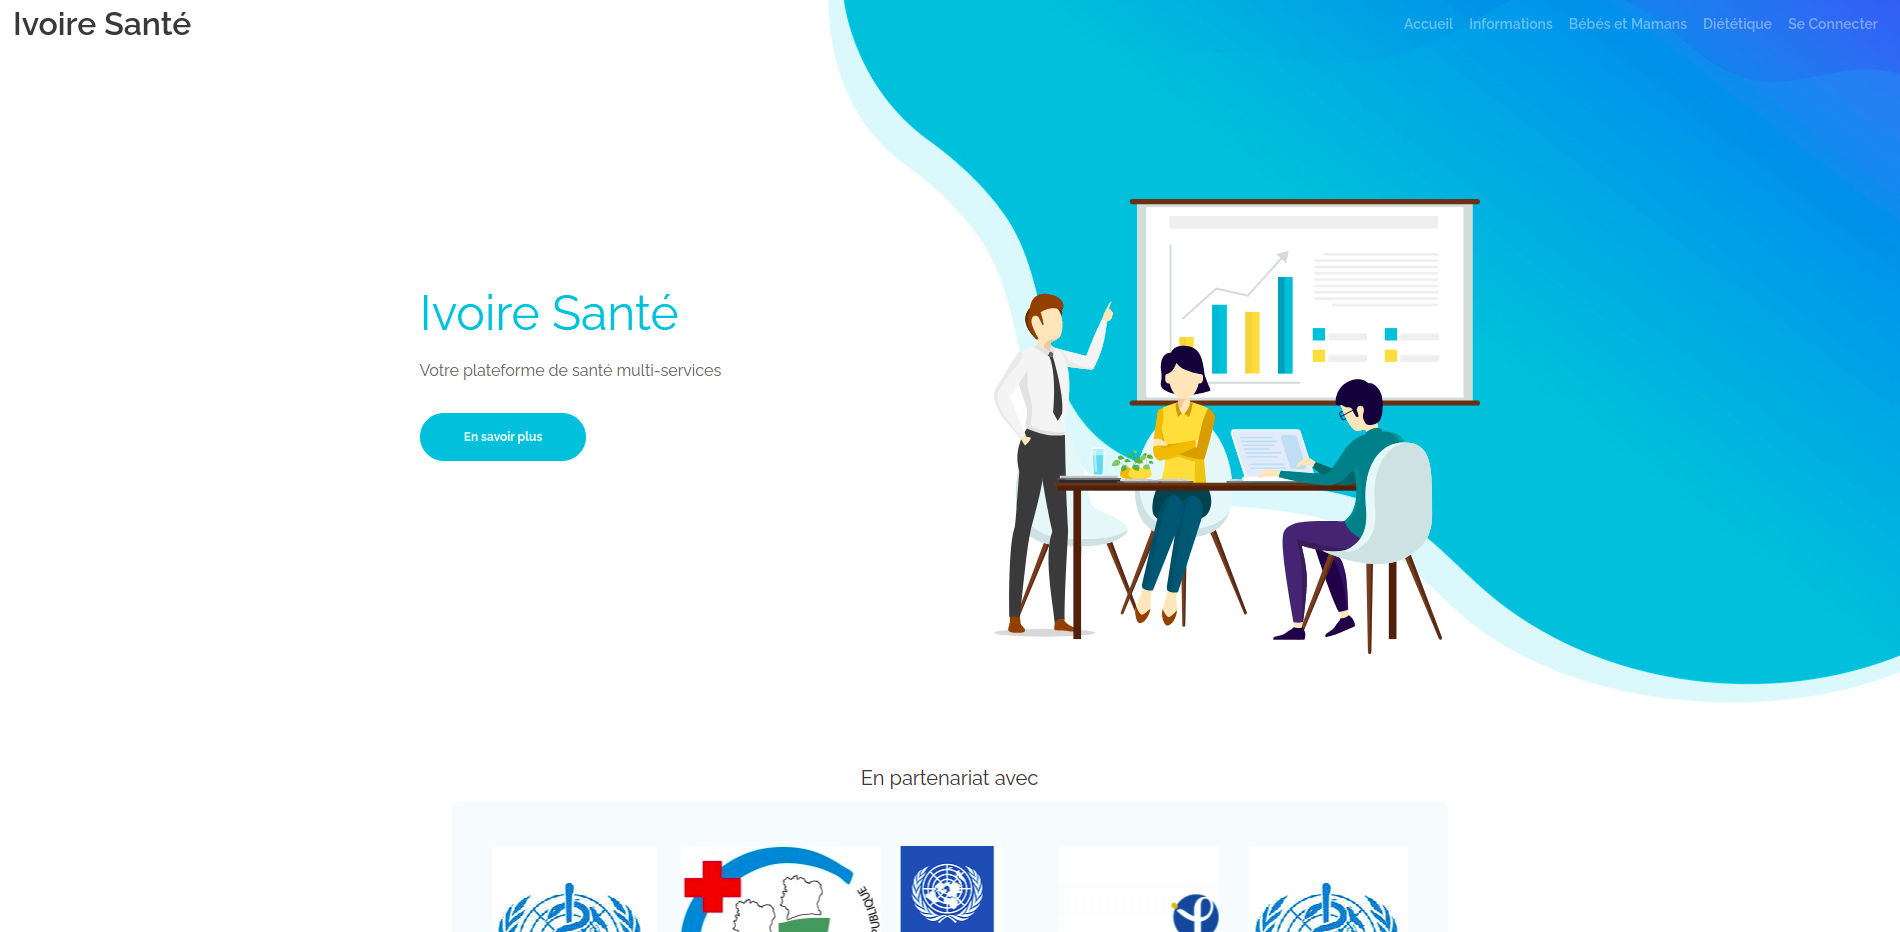 Ivoire Santé
Accueil Informations Bébés et Mamans Diététique Se Connecter
Ivoire Santé
Votre plateforme de santé multi-services
En savoir plus
En partenariat avec